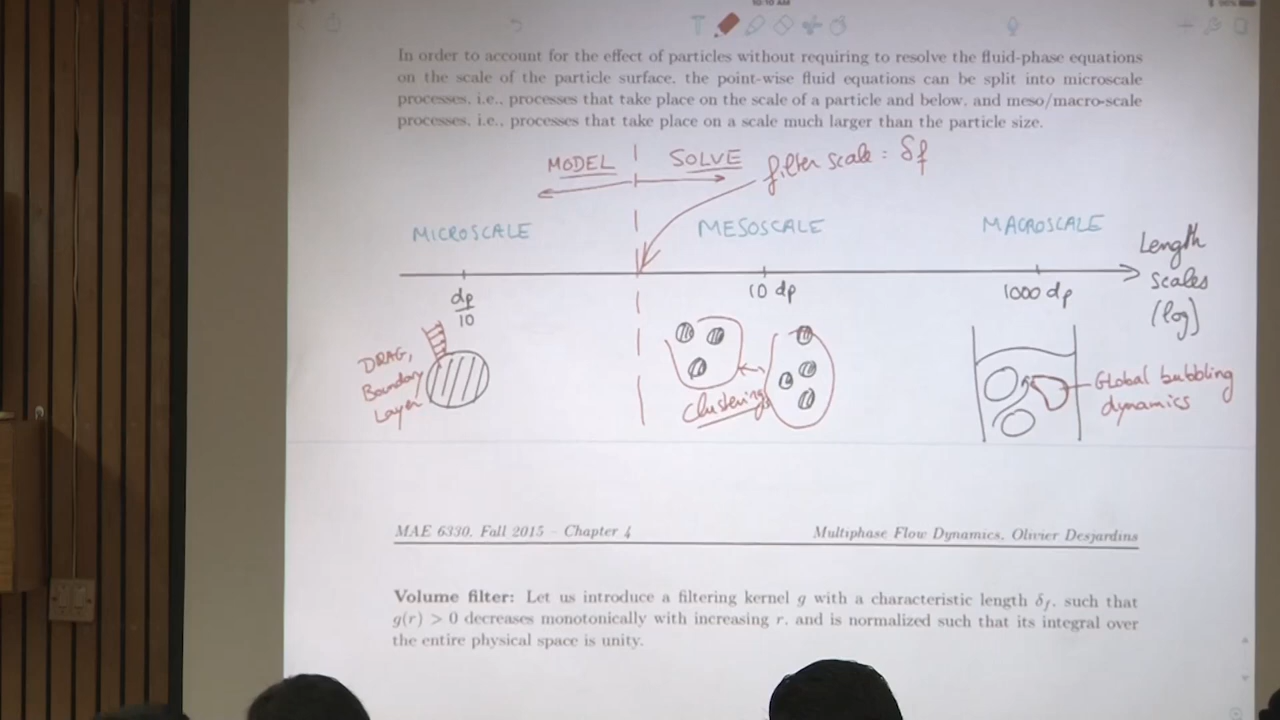 10:10 AM
In order to account for the effect of particles without requiring to resolve the fluid-phase equations
on the scale of the particle surface, the point-wise fluid equations can be split into microscale
processes, i.e., processes that take place on the scale of a particle and below, and meso/macro-scale
processes, i.e., processes that take place on a scale much larger than the particle size.
MODEL SOLVE filter scale: δf
MICROSCALE MESOSCALE MACROSCALE
Length
scales
(log)
dp/10 10 dp 1000 dp
DRAG,
Boundary
Layer
clustering
Global bubbling
dynamics
MAE 6330, Fall 2015 – Chapter 4 Multiphase Flow Dynamics, Olivier Desjardins
Volume filter: Let us introduce a filtering kernel g with a characteristic length δf, such that
g(r) > 0 decreases monotonically with increasing r, and is normalized such that its integral over
the entire physical space is unity.